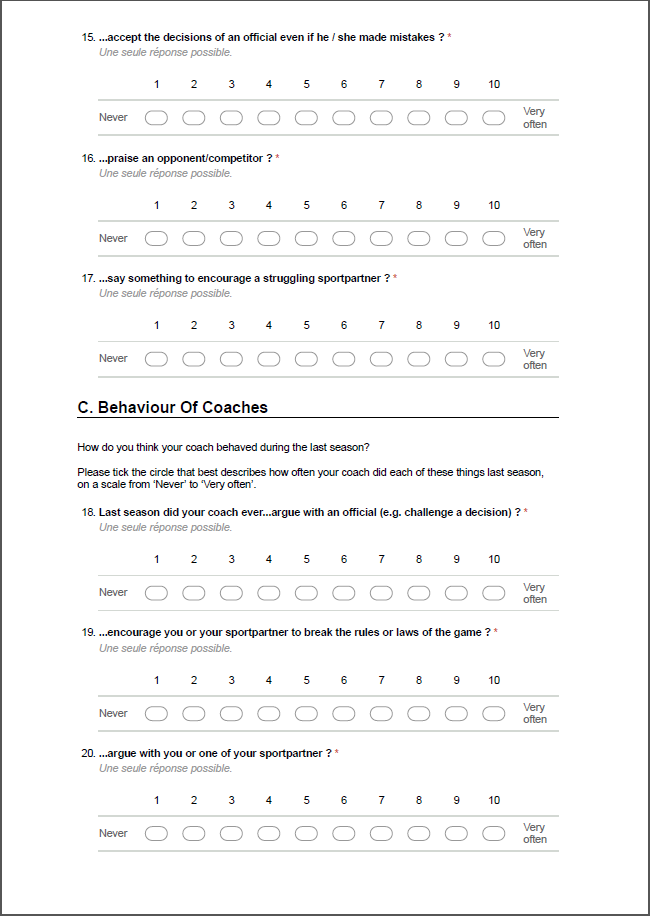 15. ...accept the decisions of an official even if he / she made mistakes ? *
Une seule réponse possible.
1 2 3 4 5 6 7 8 9 10
Never Very often
16. ...praise an opponent/competitor ? *
Une seule réponse possible.
1 2 3 4 5 6 7 8 9 10
Never Very often
17. ...say something to encourage a struggling sportpartner ? *
Une seule réponse possible.
1 2 3 4 5 6 7 8 9 10
Never Very often
C. Behaviour Of Coaches
How do you think your coach behaved during the last season?
Please tick the circle that best describes how often your coach did each of these things last season,
on a scale from ‘Never’ to ‘Very often’.
18. Last season did your coach ever...argue with an official (e.g. challenge a decision) ? *
Une seule réponse possible.
1 2 3 4 5 6 7 8 9 10
Never Very often
19. ...encourage you or your sportpartner to break the rules or laws of the game ? *
Une seule réponse possible.
1 2 3 4 5 6 7 8 9 10
Never Very often
20. ...argue with you or one of your sportpartner ? *
Une seule réponse possible.
1 2 3 4 5 6 7 8 9 10
Never Very often